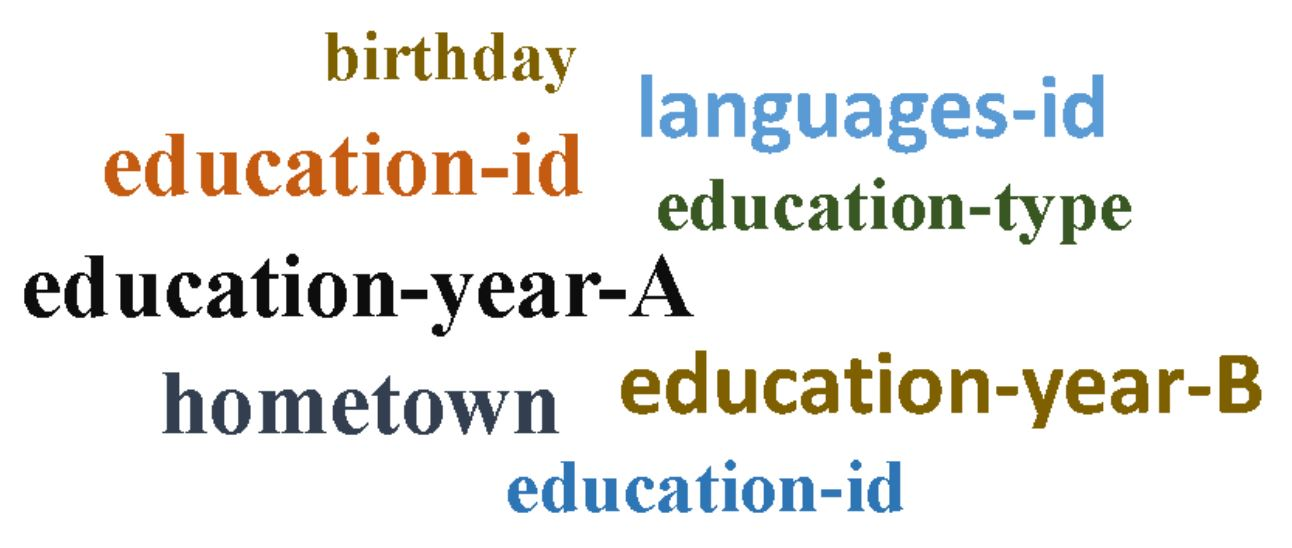 birthday
languages-id
education-id
education-type
education-year-A
education-year-B
hometown
education-id